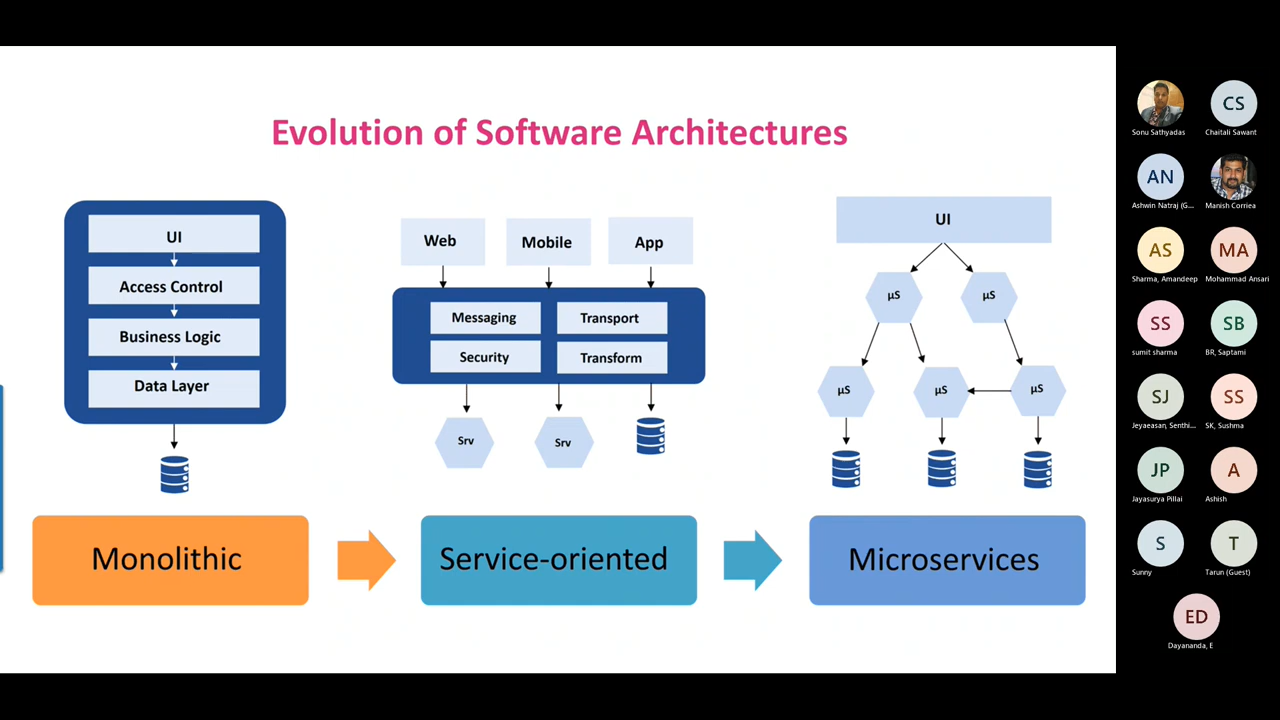 Evolution of Software Architectures
UI
Access Control
Business Logic
Data Layer
Web
Mobile
App
Messaging
Transport
Security
Transform
Srv
Srv
UI
µS
µS
µS
µS
µS
Monolithic
Service-oriented
Microservices
Sonu Sathyadas
CS
Chaitali Sawant
AN
Ashwin Natraj (G...
Manish Corriea
AS
Sharma, Amandeep
MA
Mohammad Ansari
SS
sumit sharma
SB
BR, Saptami
SJ
Jeyaeasan, Senthi...
SS
SK, Sushma
JP
Jayasurya Pillai
A
Ashish
S
Sunny
T
Tarun (Guest)
ED
Dayananda, E